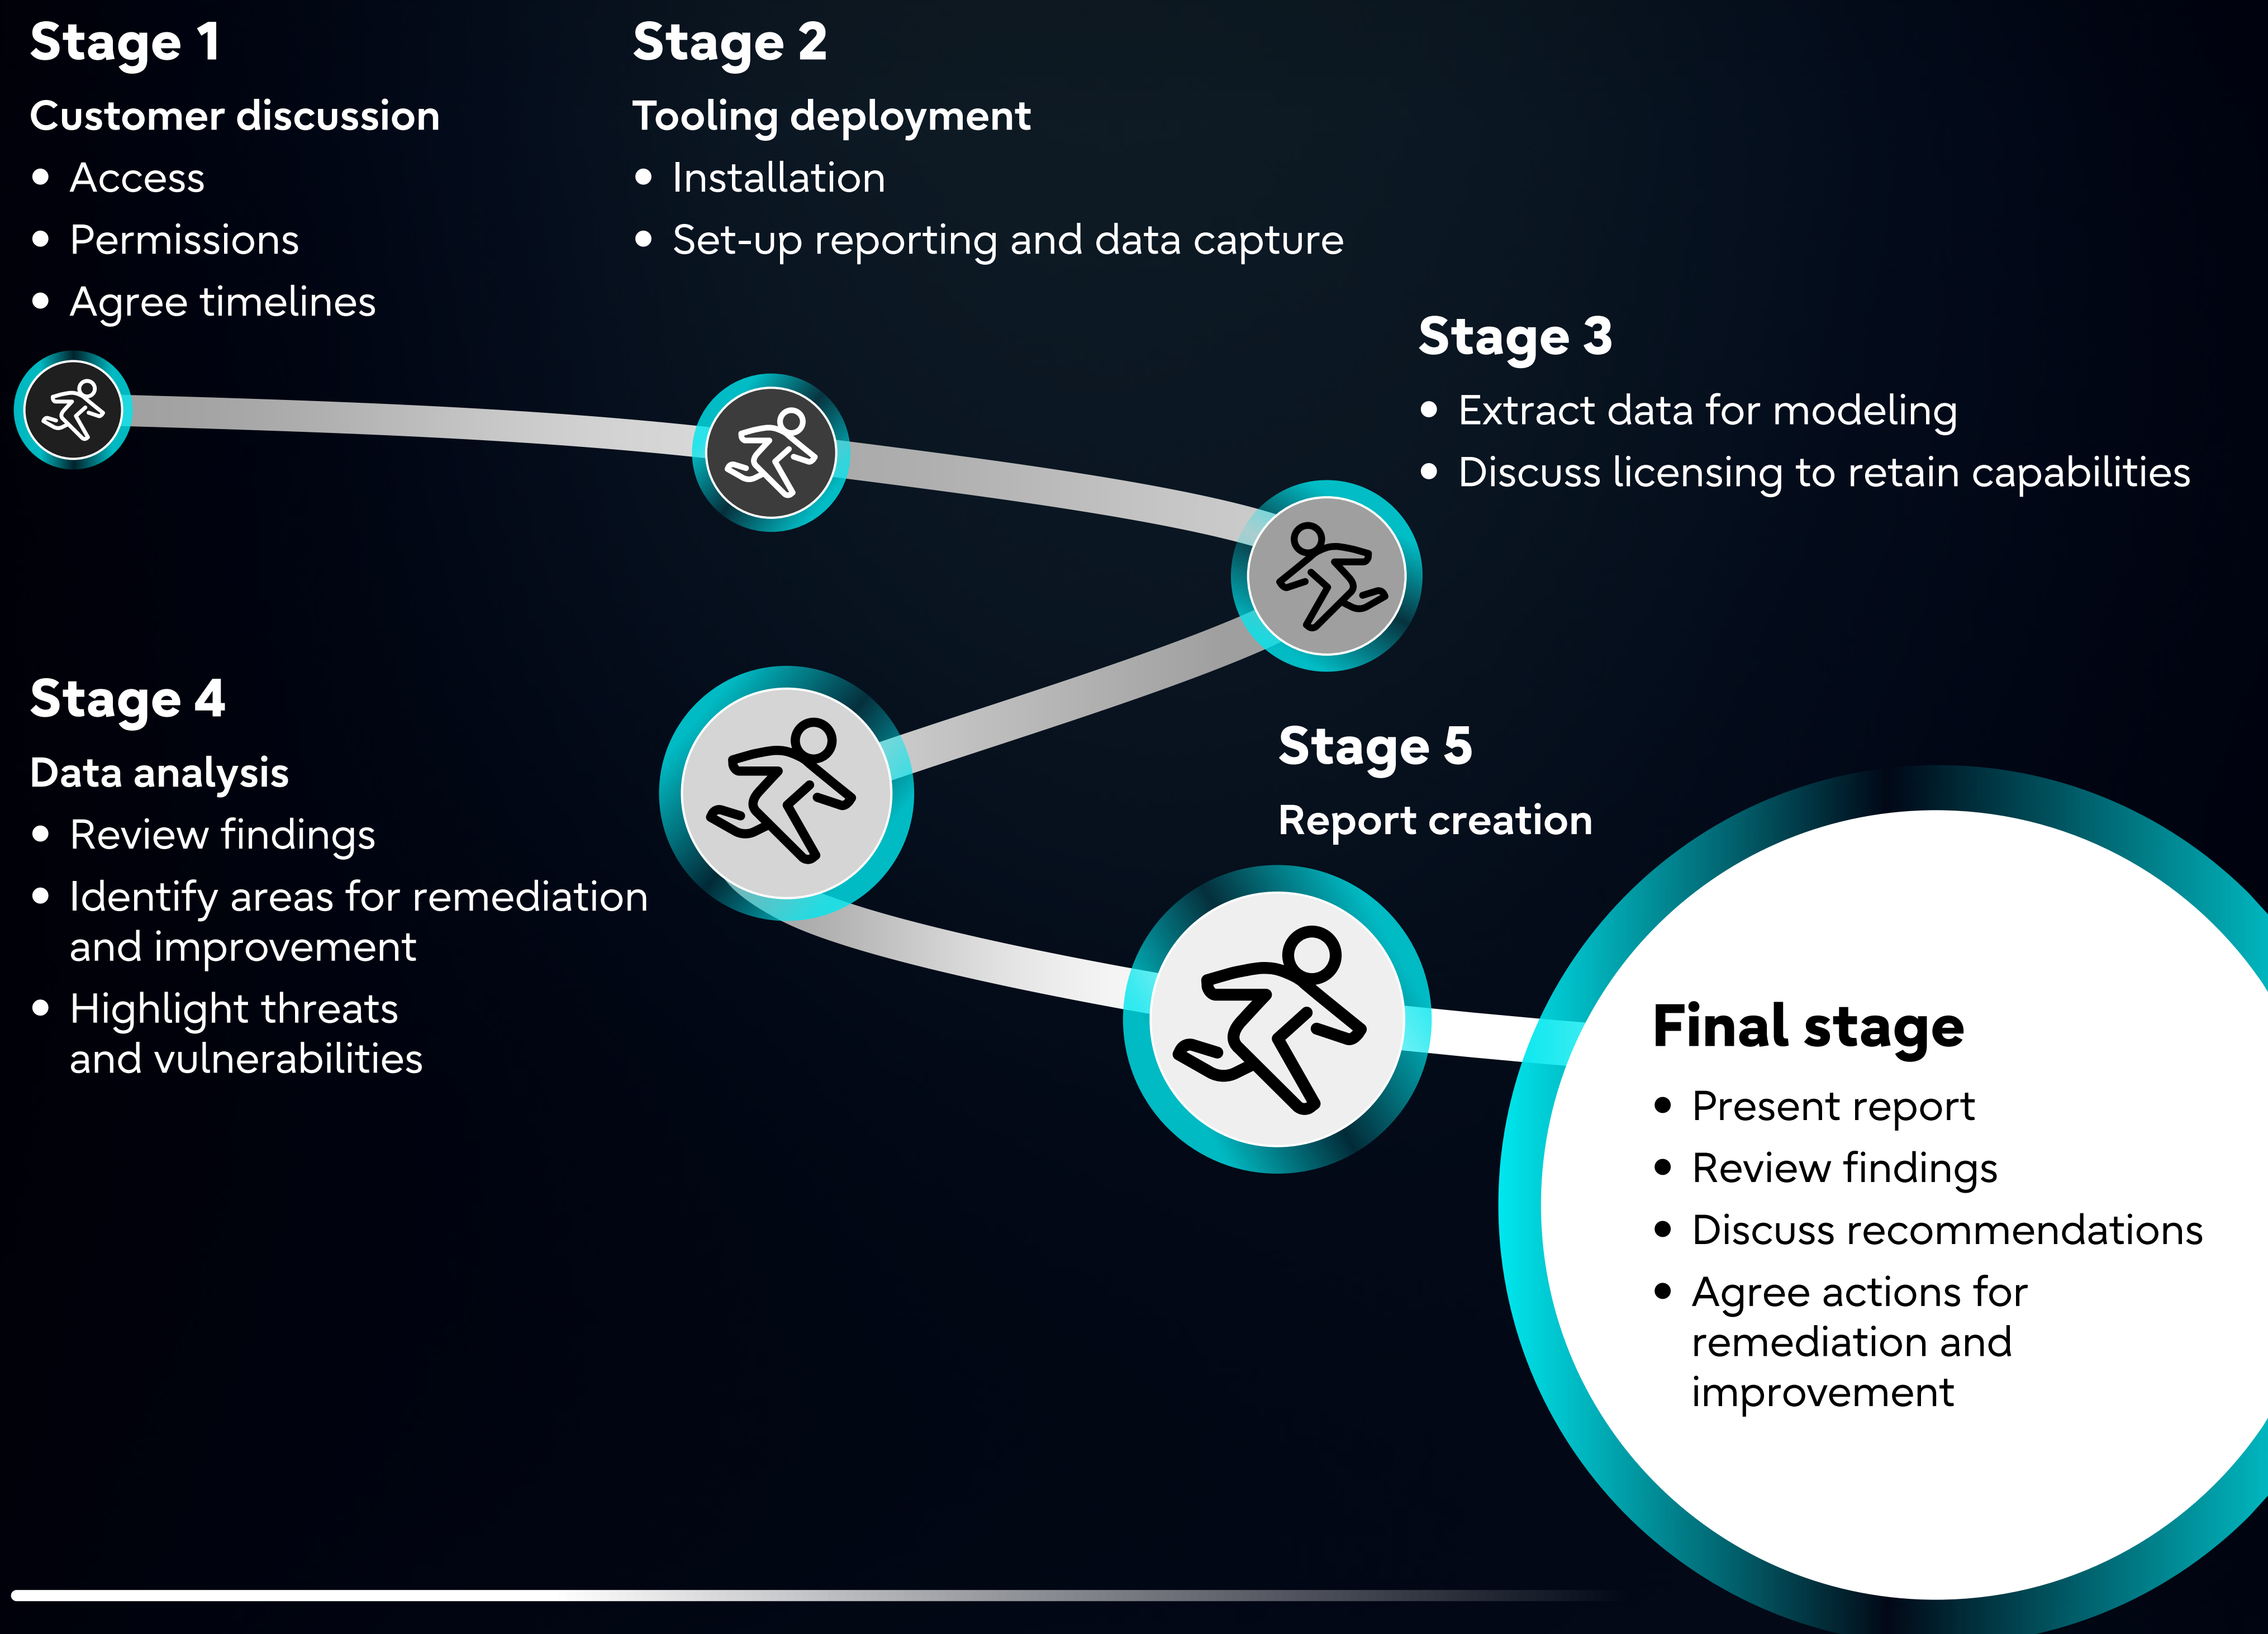 Stage 1
Customer discussion
• Access
• Permissions
• Agree timelines
Stage 2
Tooling deployment
• Installation
• Set-up reporting and data capture
Stage 3
• Extract data for modeling
• Discuss licensing to retain capabilities
Stage 4
Data analysis
• Review findings
• Identify areas for remediation
and improvement
• Highlight threats
and vulnerabilities
Stage 5
Report creation
Final stage
• Present report
• Review findings
• Discuss recommendations
• Agree actions for
remediation and
improvement